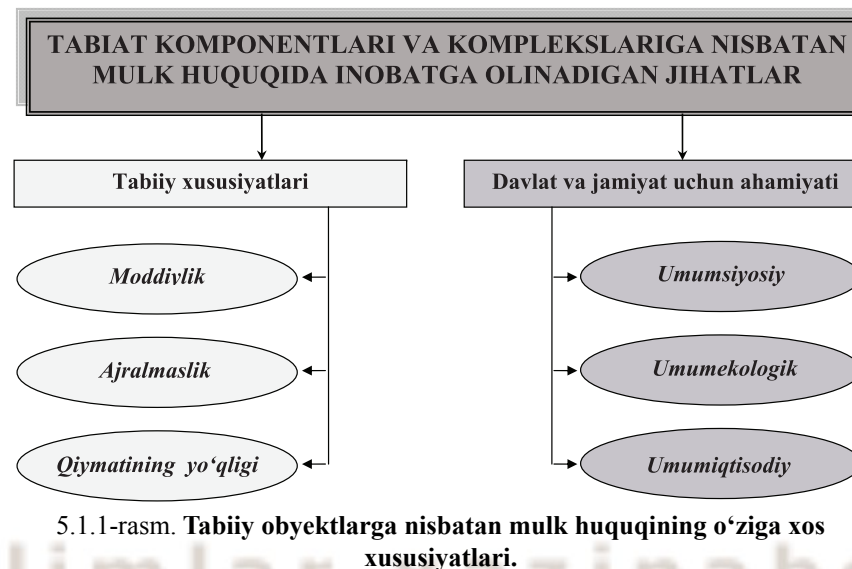 TABIAT KOMPONENTLARI VA KOMPLEKSLARIGA NISBATAN
MULK HUQUQIDA INOBATGA OLINADIGAN JIHATLAR
Tabiiy xususiyatlari
Davlat va jamiyat uchun ahamiyati
Moddivlik
Umumsiyosiy
Ajralmaslik
Umumekologik
Qiymatining yo‘qligi
Umumiqtisodiy
5.1.1-rasm. Tabiiy obyektlarga nisbatan mulk huquqining o‘ziga xos
xususiyatlari.